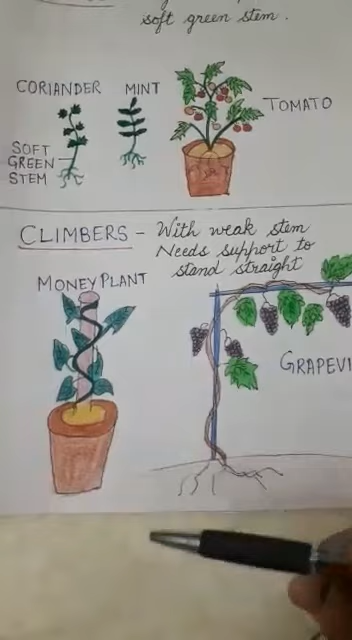 soft green stem.
CORIANDER MINT
TOMATO
SOFT
GREEN
STEM
CLIMBERS - With weak stem
Needs support to
stand straight
MONEY PLANT
GRAPEVI